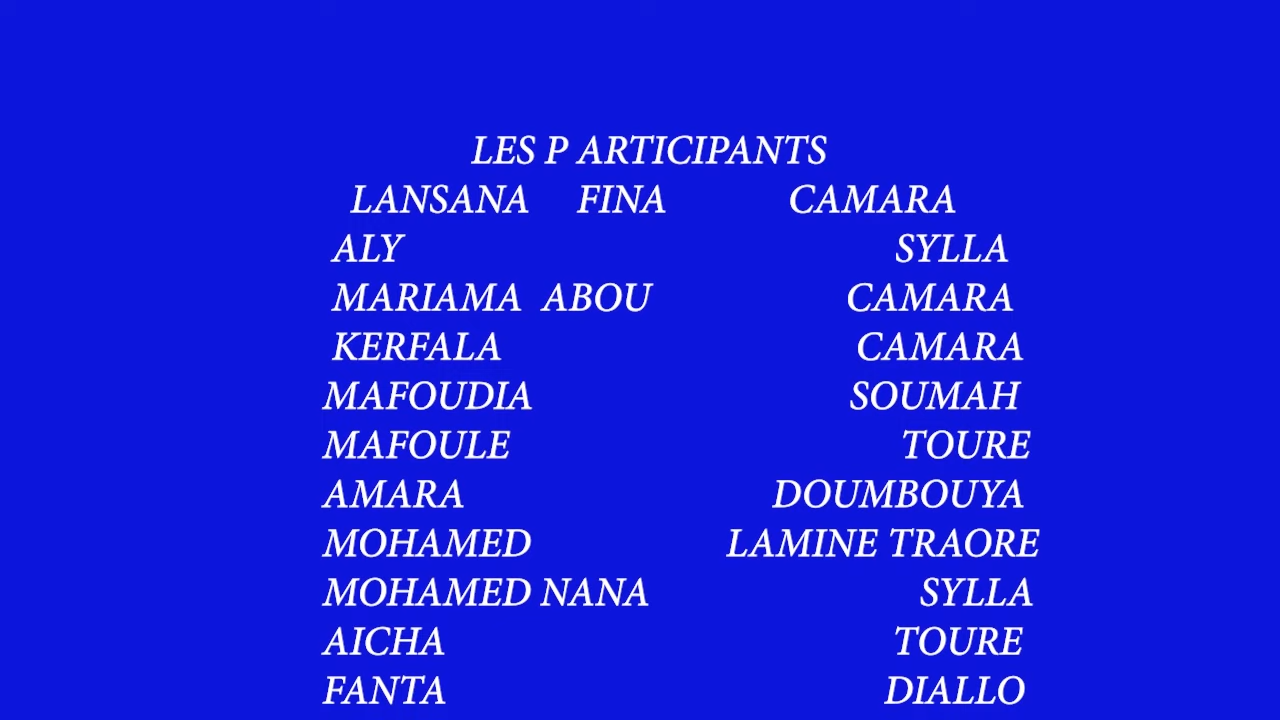 LES P ARTICIPANTS
LANSANA FINA CAMARA
ALY SYLLA
MARIAMA ABOU CAMARA
KERFALA CAMARA
MAFOUDIA SOUMAH
MAFOULE TOURE
AMARA DOUMBOUYA
MOHAMED LAMINE TRAORE
MOHAMED NANA SYLLA
AICHA TOURE
FANTA DIALLO